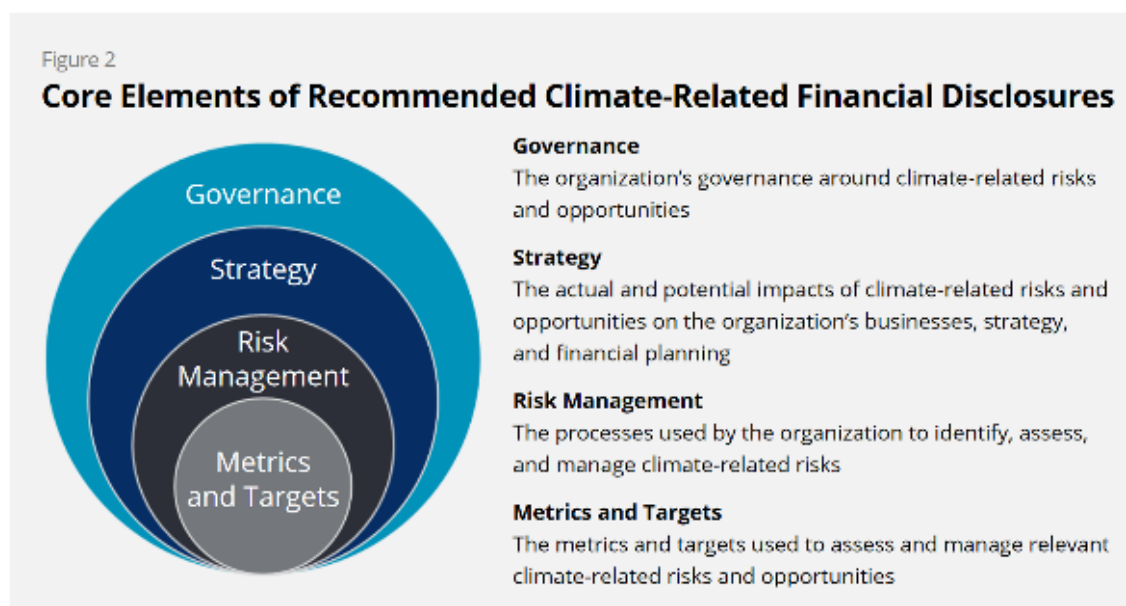 Figure 2
Core Elements of Recommended Climate-Related Financial Disclosures
Governance
Strategy
Risk
Management
Metrics
and Targets
Governance
The organization's governance around climate-related risks
and opportunities
Strategy
The actual and potential impacts of climate-related risks and
opportunities on the organization's businesses, strategy,
and financial planning
Risk Management
The processes used by the organization to identify, assess,
and manage climate-related risks
Metrics and Targets
The metrics and targets used to assess and manage relevant
climate-related risks and opportunities